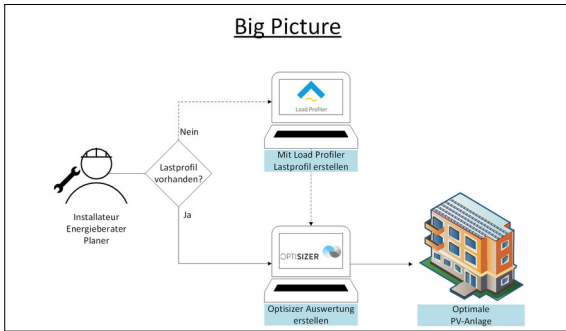 Big Picture
Load Profiler
Nein
Mit Load Profiler
Lastprofil erstellen
Lastprofil
vorhanden?
Installateur
Energieberater
Planer
Ja
OPTISIZER
Optisizer Auswertung
erstellen
Optimale
PV-Anlage